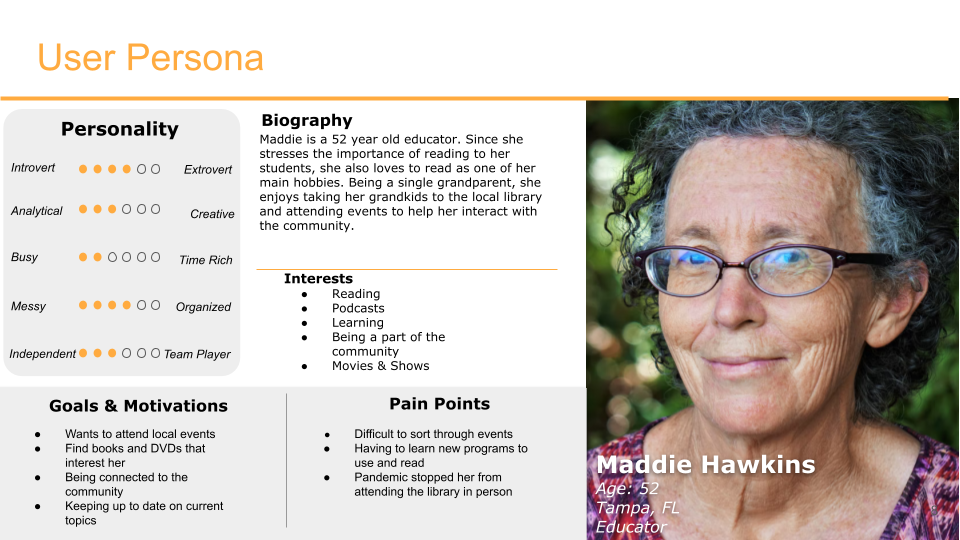 User Persona
Personality
Introvert
Extrovert
Analytical
Creative
Busy
Time Rich
Messy
Organized
Independent
Team Player
Biography
Maddie is a 52 year old educator. Since she
stresses the importance of reading to her
students, she also loves to read as one of her
main hobbies. Being a single grandparent, she
enjoys taking her grandkids to the local library
and attending events to help her interact with
the community.
Interests
● Reading
● Podcasts
● Learning
● Being a part of the
community
● Movies & Shows
Goals & Motivations
● Wants to attend local events
● Find books and DVDs that
interest her
● Being connected to the
community
● Keeping up to date on current
topics
Pain Points
● Difficult to sort through events
● Having to learn new programs to
use and read
● Pandemic stopped her from
attending the library in person
Maddie Hawkins
Age: 52
Tampa, FL
Educator